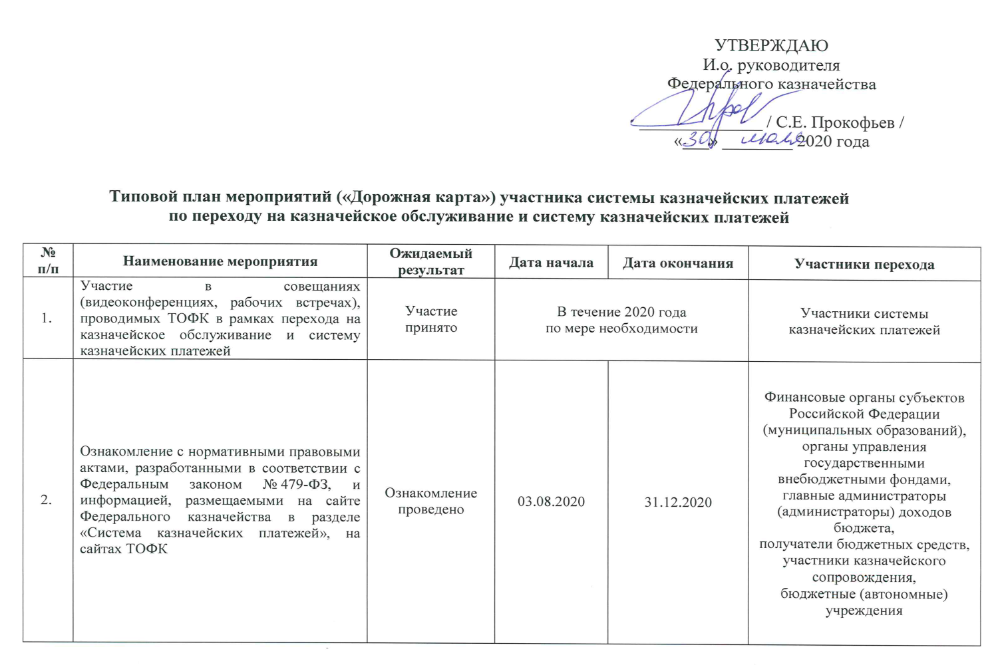 УТВЕРЖДАЮ
И.о. руководителя
Федерального казначейства
/ С.Е. Прокофьев /
«30» июля 2020 года
Типовой план мероприятий («Дорожная карта») участника системы казначейских платежей
по переходу на казначейское обслуживание и систему казначейских платежей
№
п/п
Наименование мероприятия
Ожидаемый
результат
Дата начала
Дата окончания
Участники перехода
1.
Участие в совещаниях
(видеоконференциях, рабочих встречах),
проводимых ТОФК в рамках перехода на
казначейское обслуживание и систему
казначейских платежей
Участие
принято
В течение 2020 года
по мере необходимости
Участники системы
казначейских платежей
2.
Ознакомление с нормативными правовыми
актами, разработанными в соответствии с
Федеральным законом № 479-ФЗ, и
информацией, размещаемыми на сайте
Федерального казначейства в разделе
«Система казначейских платежей», на
сайтах ТОФК
Ознакомление
проведено
03.08.2020
31.12.2020
Финансовые органы субъектов
Российской Федерации
(муниципальных образований),
органы управления
государственными
внебюджетными фондами,
главные администраторы
(администраторы) доходов
бюджета,
получатели бюджетных средств,
участники казначейского
сопровождения,
бюджетные (автономные)
учреждения